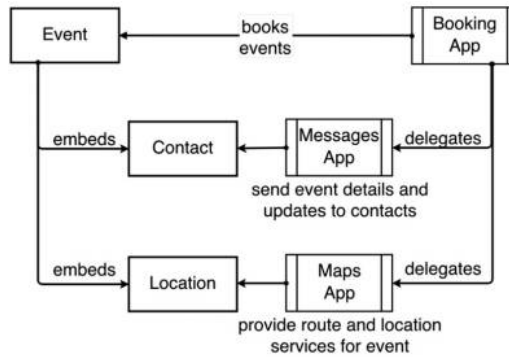 Event
books
events
Booking
App
embeds
Contact
Messages
App
delegates
send event details and
updates to contacts
embeds
Location
Maps
App
delegates
provide route and location
services for event